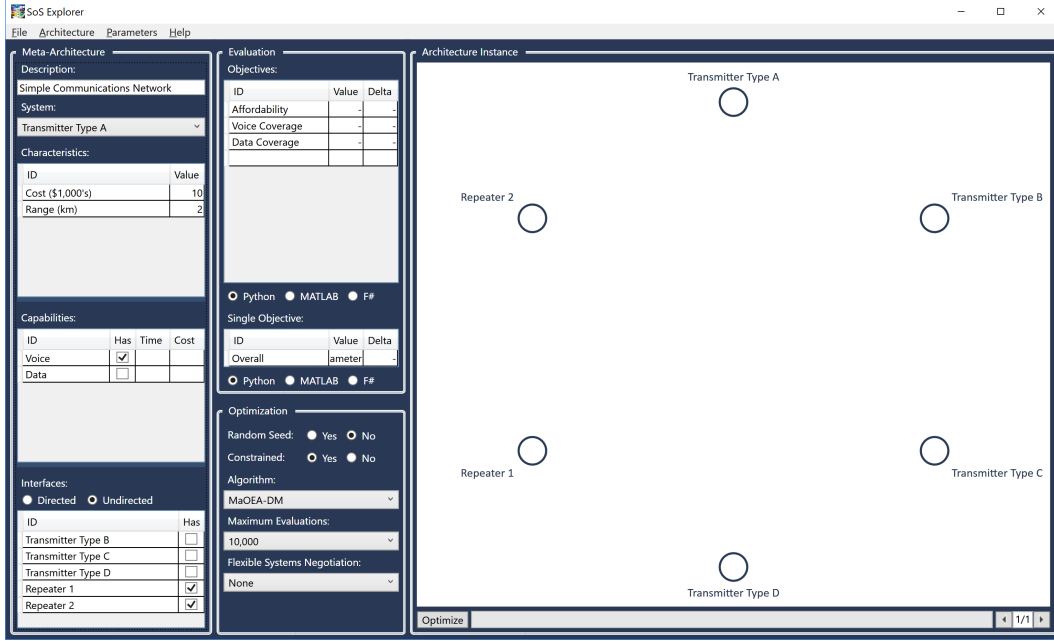 SoS Explorer
File Architecture Parameters Help
Meta-Architecture
Description:
Simple Communications Network
System:
Transmitter Type A
Characteristics:
ID Value
Cost ($1,000's) 10
Range (km) 2
Capabilities:
ID Has Time Cost
Voice
Data
Interfaces:
Directed Undirected
ID Has
Transmitter Type B
Transmitter Type C
Transmitter Type D
Repeater 1
Repeater 2
Evaluation
Objectives:
ID Value Delta
Affordability - -
Voice Coverage - -
Data Coverage - -
Python MATLAB F#
Single Objective:
ID Value Delta
Overall ameter -
Python MATLAB F#
Optimization
Random Seed: Yes No
Constrained: Yes No
Algorithm:
MaOEA-DM
Maximum Evaluations:
10,000
Flexible Systems Negotiation:
None
Architecture Instance
Transmitter Type A
Repeater 2
Transmitter Type B
Repeater 1
Transmitter Type C
Transmitter Type D
Optimize
1/1